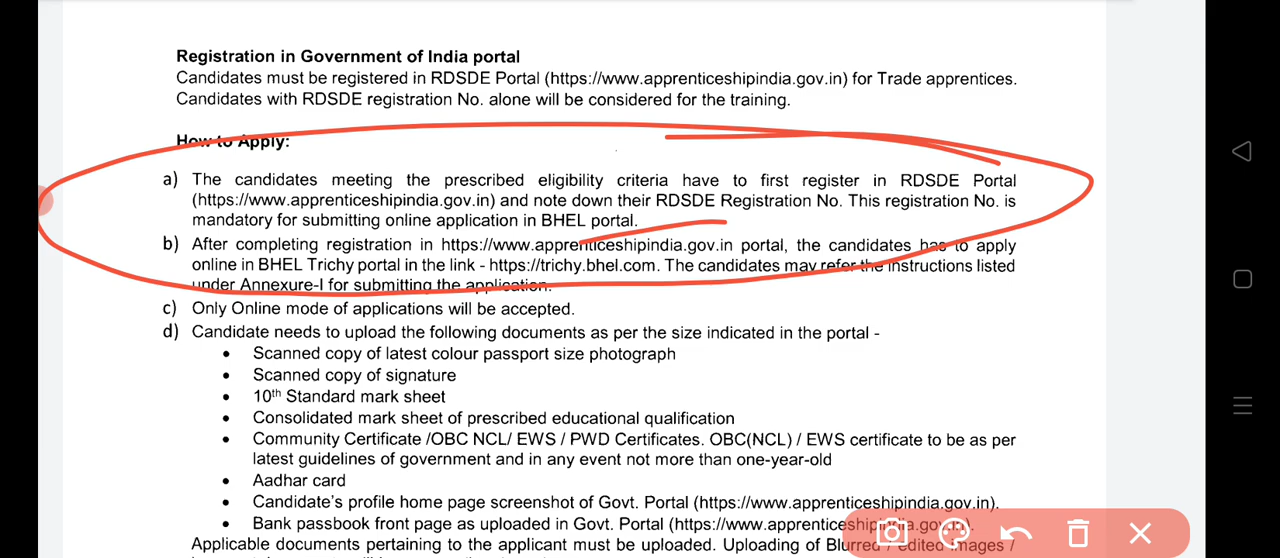 Registration in Government of India portal
Candidates must be registered in RDSDE Portal (https://www.apprenticeshipindia.gov.in) for Trade apprentices.
Candidates with RDSDE registration No. alone will be considered for the training.
How to Apply:
a) The candidates meeting the prescribed eligibility criteria have to first register in RDSDE Portal
(https://www.apprenticeshipindia.gov.in) and note down their RDSDE Registration No. This registration No. is
mandatory for submitting online application in BHEL portal.
b) After completing registration in https://www.apprenticeshipindia.gov.in portal, the candidates has to apply
online in BHEL Trichy portal in the link - https://trichy.bhel.com. The candidates may refer the instructions listed
under Annexure-I for submitting the application.
c) Only Online mode of applications will be accepted.
d) Candidate needs to upload the following documents as per the size indicated in the portal -
• Scanned copy of latest colour passport size photograph
• Scanned copy of signature
• 10th Standard mark sheet
• Consolidated mark sheet of prescribed educational qualification
• Community Certificate /OBC NCL/ EWS / PWD Certificates. OBC(NCL) / EWS certificate to be as per
latest guidelines of government and in any event not more than one-year-old
• Aadhar card
• Candidate's profile home page screenshot of Govt. Portal (https://www.apprenticeshipindia.gov.in).
• Bank passbook front page as uploaded in Govt. Portal (https://www.apprenticeshipindia.gov.in).
Applicable documents pertaining to the applicant must be uploaded. Uploading of Blurred / edited images /